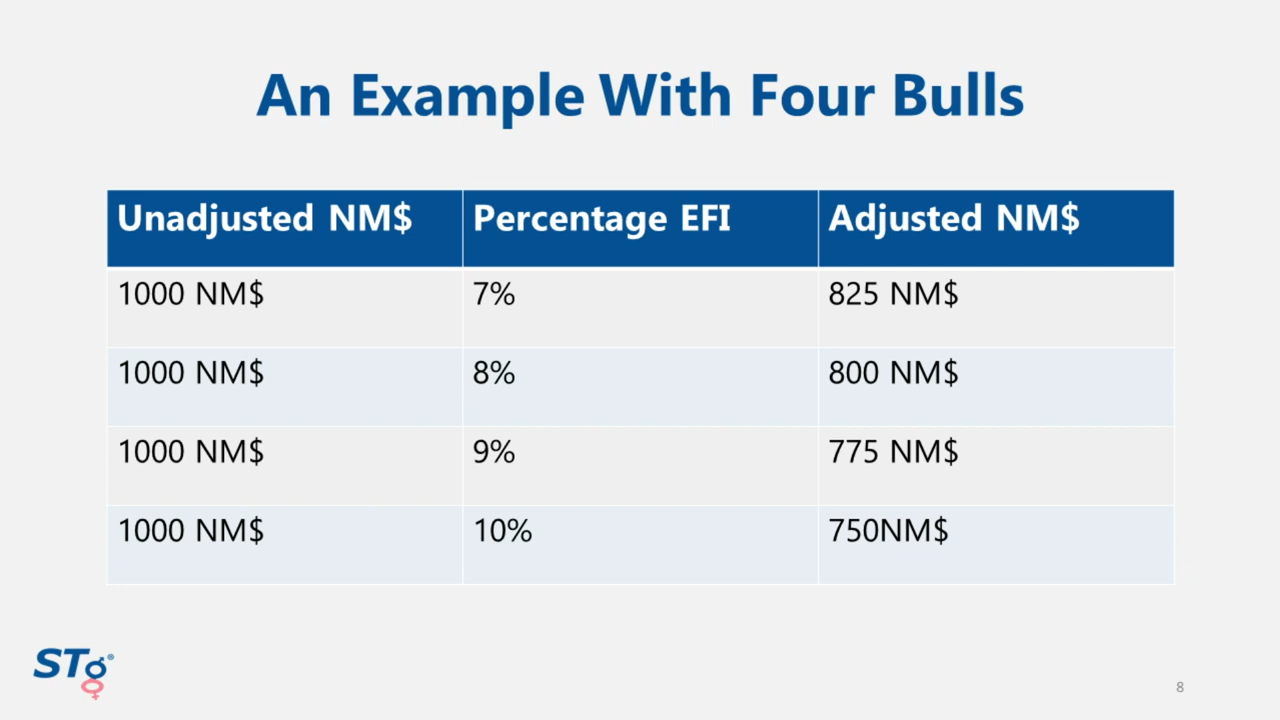 An Example With Four Bulls
Unadjusted NM$ Percentage EFI Adjusted NM$
1000 NM$ 7% 825 NM$
1000 NM$ 8% 800 NM$
1000 NM$ 9% 775 NM$
1000 NM$ 10% 750NM$
STg®
8